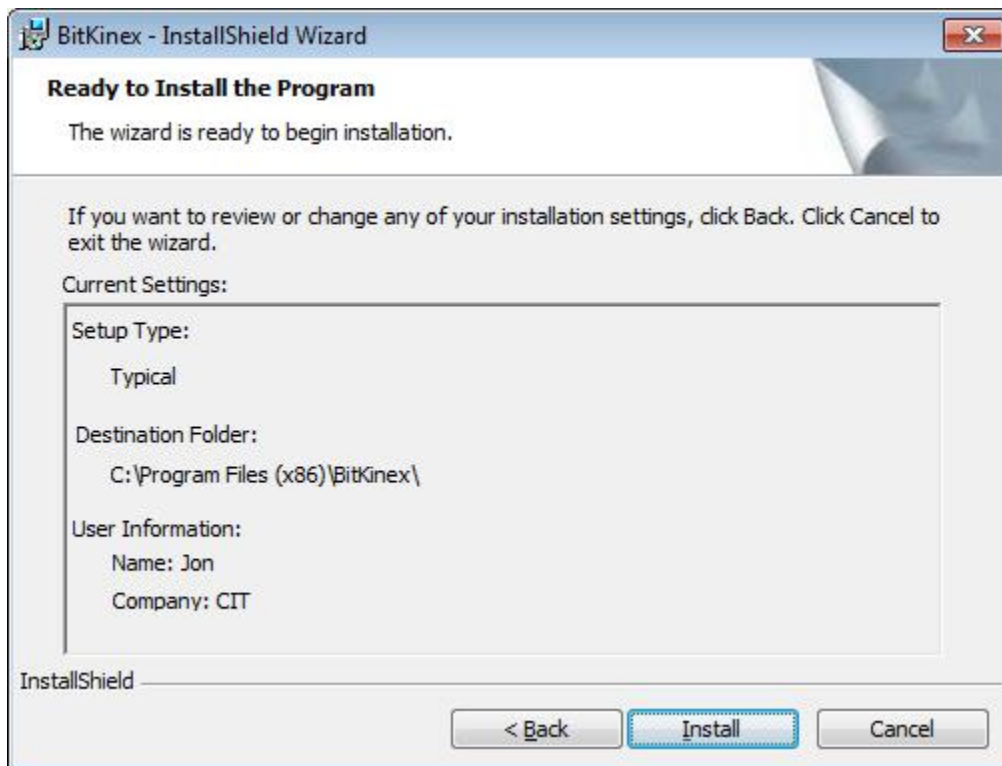 BitKinex - InstallShield Wizard
Ready to Install the Program
The wizard is ready to begin installation.
If you want to review or change any of your installation settings, click Back. Click Cancel to
exit the wizard.
Current Settings:
Setup Type:
Typical
Destination Folder:
C:\Program Files (x86)\BitKinex\
User Information:
Name: Jon
Company: CIT
InstallShield
< Back Install Cancel